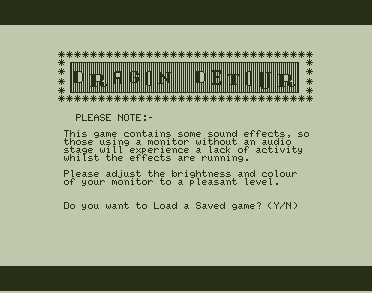 DRAGON DETOUR
PLEASE NOTE:-
This game contains some sound effects, so
those using a monitor without an audio
stage will experience a lack of activity
whilst the effects are running.
Please adjust the brightness and colour
of your monitor to a pleasant level.
Do you want to Load a Saved game? (Y/N)